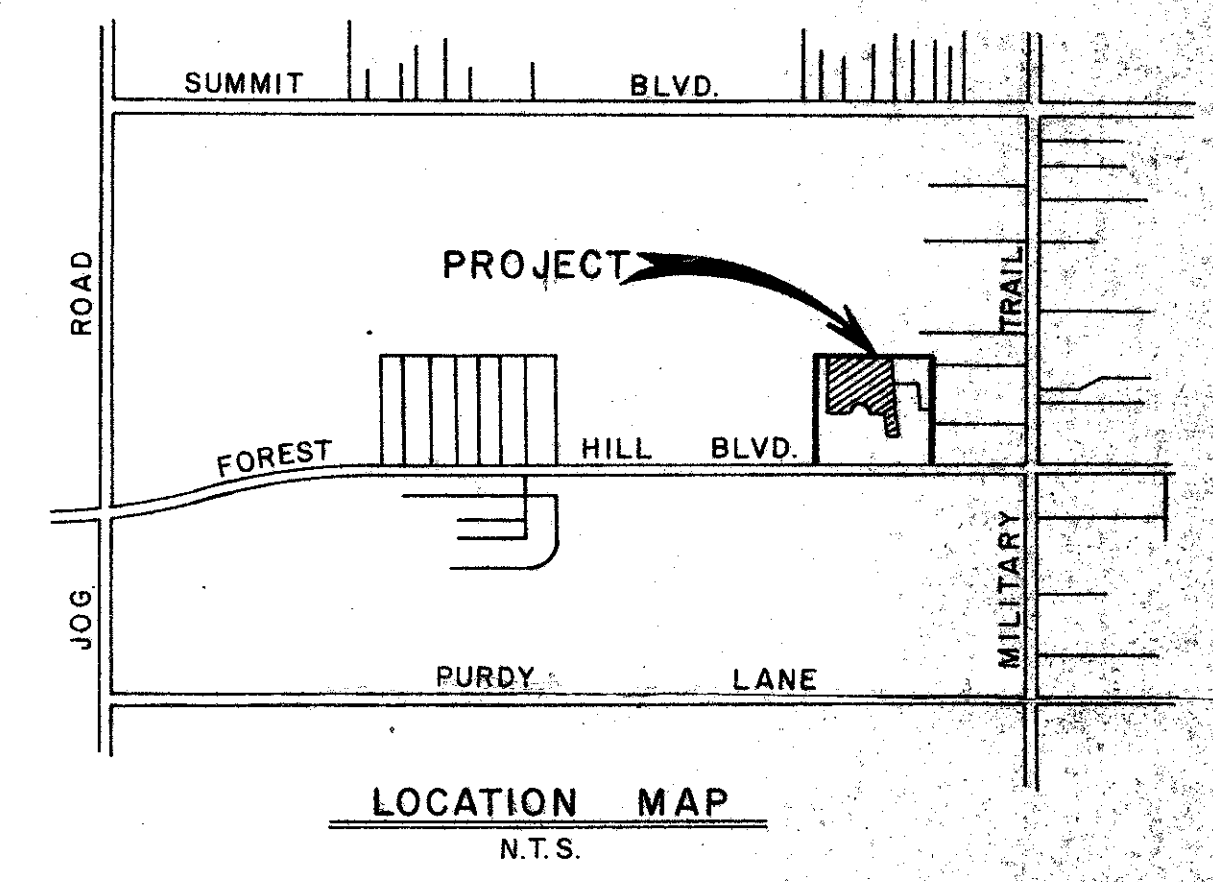 SUMMIT BLVD.
PROJECT
ROAD
TRAIL
FOREST HILL BLVD.
JOG
MILITARY
PURDY LANE
LOCATION MAP
N.T.S.